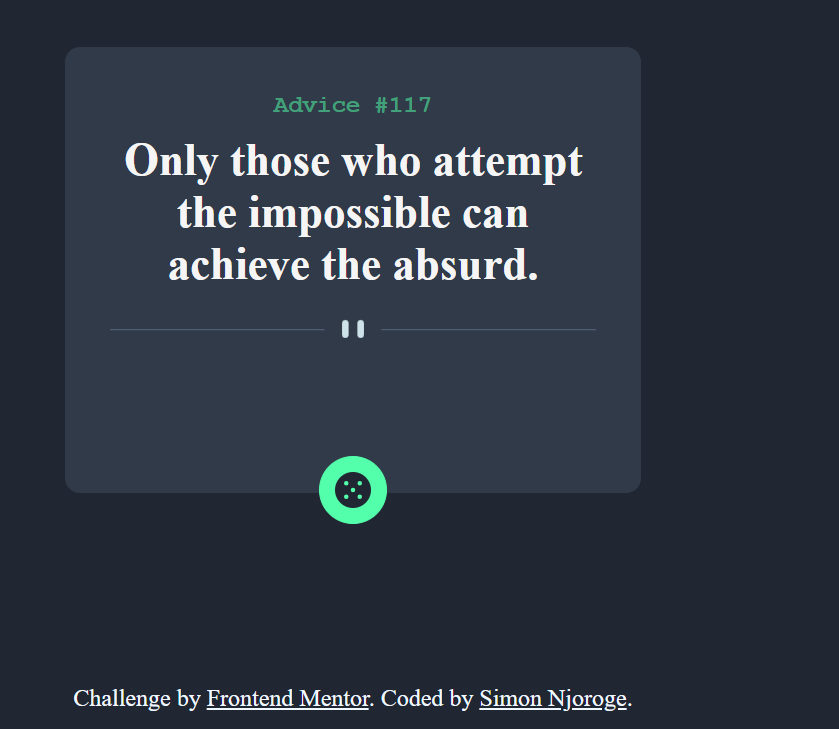 Advice #117
Only those who attempt
the impossible can
achieve the absurd.
Challenge by Frontend Mentor. Coded by Simon Njoroge.